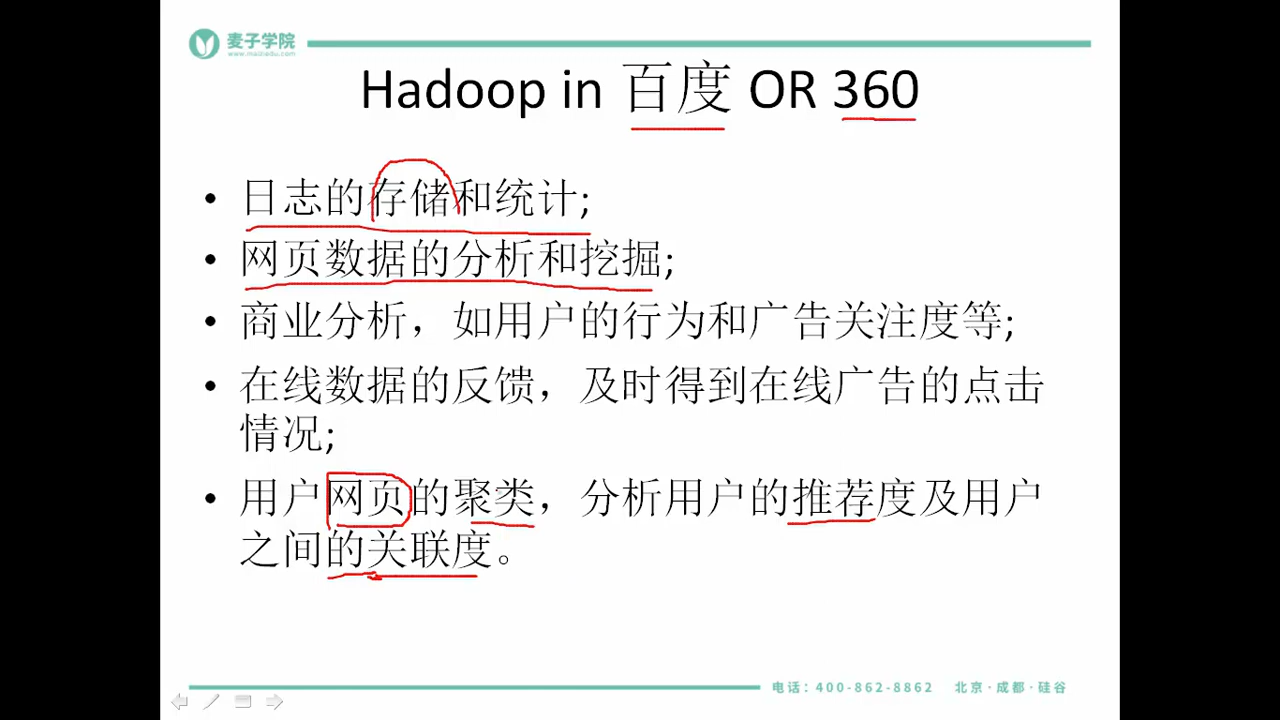 麦子学院
www.maiziedu.com
Hadoop in 百度 OR 360
• 日志的存储和统计;
• 网页数据的分析和挖掘;
• 商业分析，如用户的行为和广告关注度等;
• 在线数据的反馈，及时得到在线广告的点击
情况;
• 用户网页的聚类，分析用户的推荐度及用户
之间的关联度。
电话：400-862-8862 北京·成都·硅谷